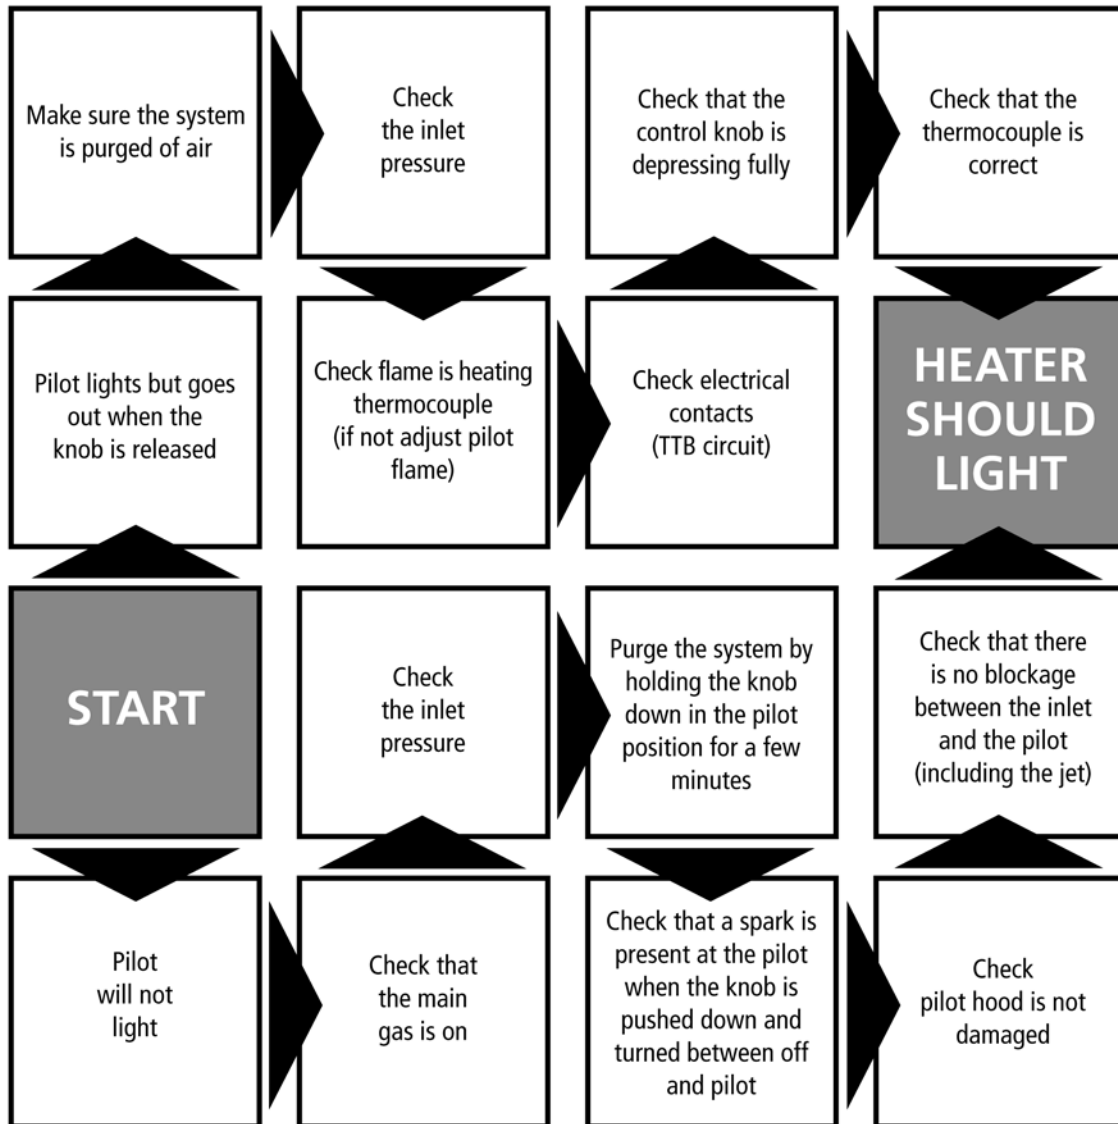 Make sure the system
is purged of air
Check
the inlet
pressure
Check that the
control knob is
depressing fully
Check that the
thermocouple is
correct
Pilot lights but goes
out when the
knob is released
Check flame is heating
thermocouple
(if not adjust pilot
flame)
Check electrical
contacts
(TTB circuit)
HEATER
SHOULD
LIGHT
START
Check
the inlet
pressure
Purge the system by
holding the knob
down in the pilot
position for a few
minutes
Check that there
is no blockage
between the inlet
and the pilot
(including the jet)
Pilot
will not
light
Check that
the main
gas is on
Check that a spark is
present at the pilot
when the knob is
pushed down and
turned between off
and pilot
Check
pilot hood is not
damaged